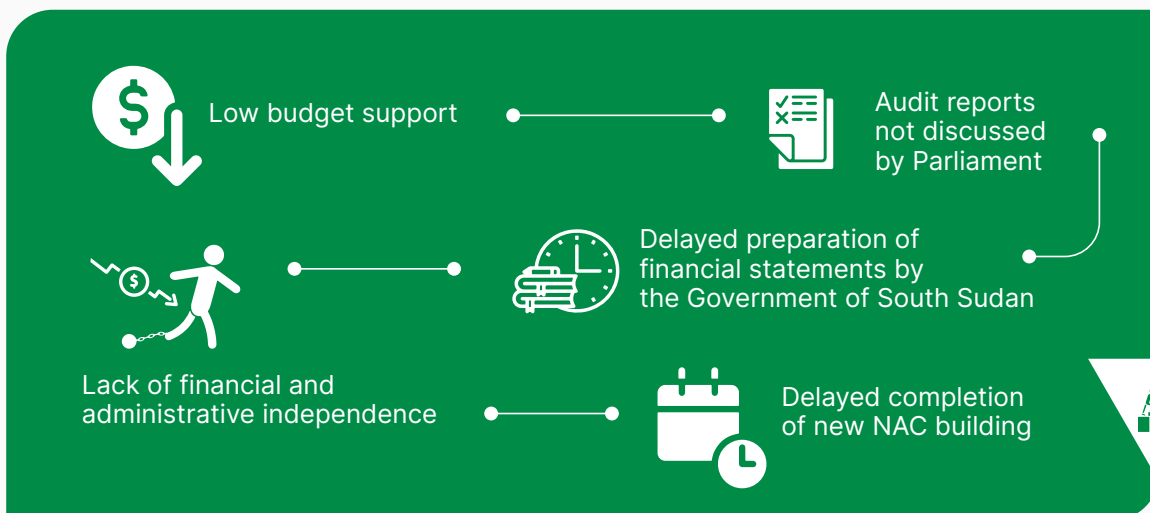 Low budget support
Audit reports
not discussed
by Parliament
Delayed preparation of
financial statements by
the Government of South Sudan
Lack of financial and
administrative independence
Delayed completion
of new NAC building